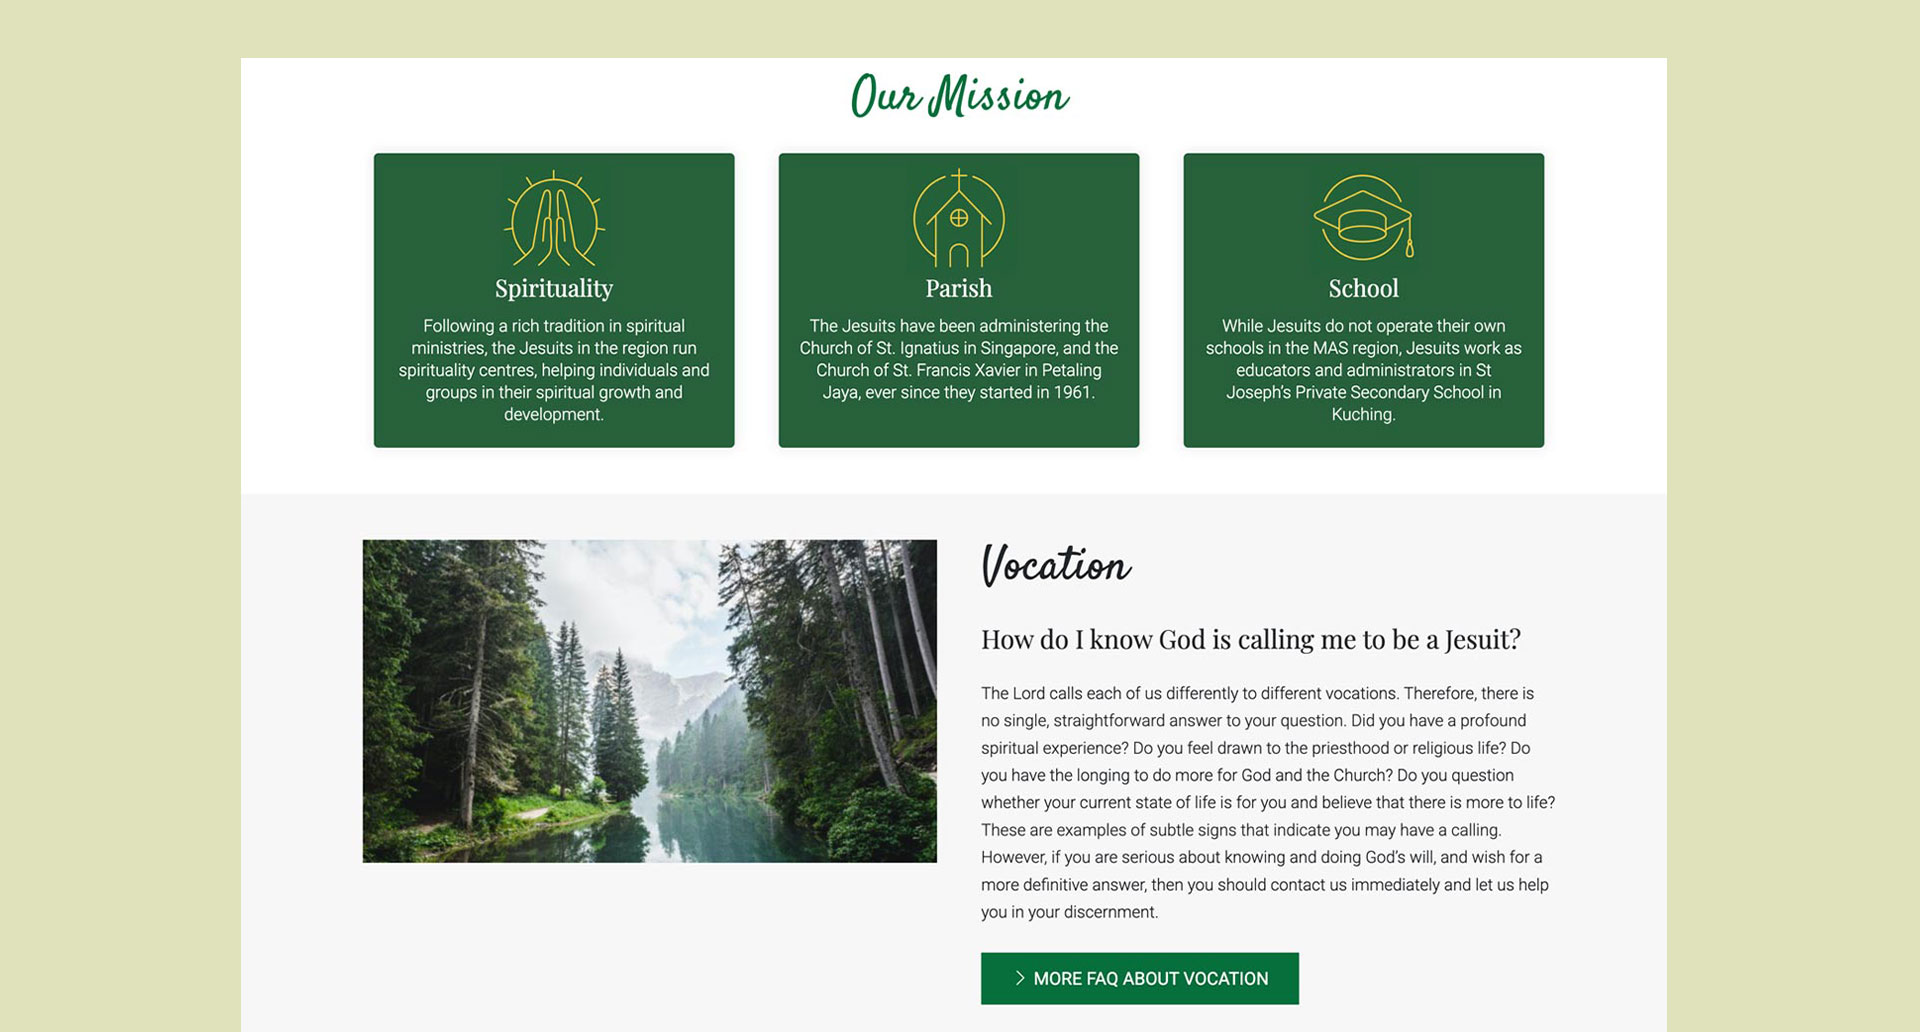 Our Mission
Spirituality
Following a rich tradition in spiritual
ministries, the Jesuits in the region run
spirituality centres, helping individuals and
groups in their spiritual growth and
development.
Parish
The Jesuits have been administering the
Church of St. Ignatius in Singapore, and the
Church of St. Francis Xavier in Petaling
Jaya, ever since they started in 1961.
School
While Jesuits do not operate their own
schools in the MAS region, Jesuits work as
educators and administrators in St
Joseph’s Private Secondary School in
Kuching.
Vocation
How do I know God is calling me to be a Jesuit?
The Lord calls each of us differently to different vocations. Therefore, there is
no single, straightforward answer to your question. Did you have a profound
spiritual experience? Do you feel drawn to the priesthood or religious life? Do
you have the longing to do more for God and the Church? Do you question
whether your current state of life is for you and believe that there is more to life?
These are examples of subtle signs that indicate you may have a calling.
However, if you are serious about knowing and doing God’s will, and wish for a
more definitive answer, then you should contact us immediately and let us help
you in your discernment.
MORE FAQ ABOUT VOCATION